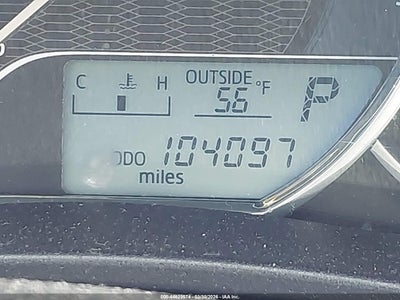 C H
OUTSIDE
56 °F
P
ODO 104097
miles